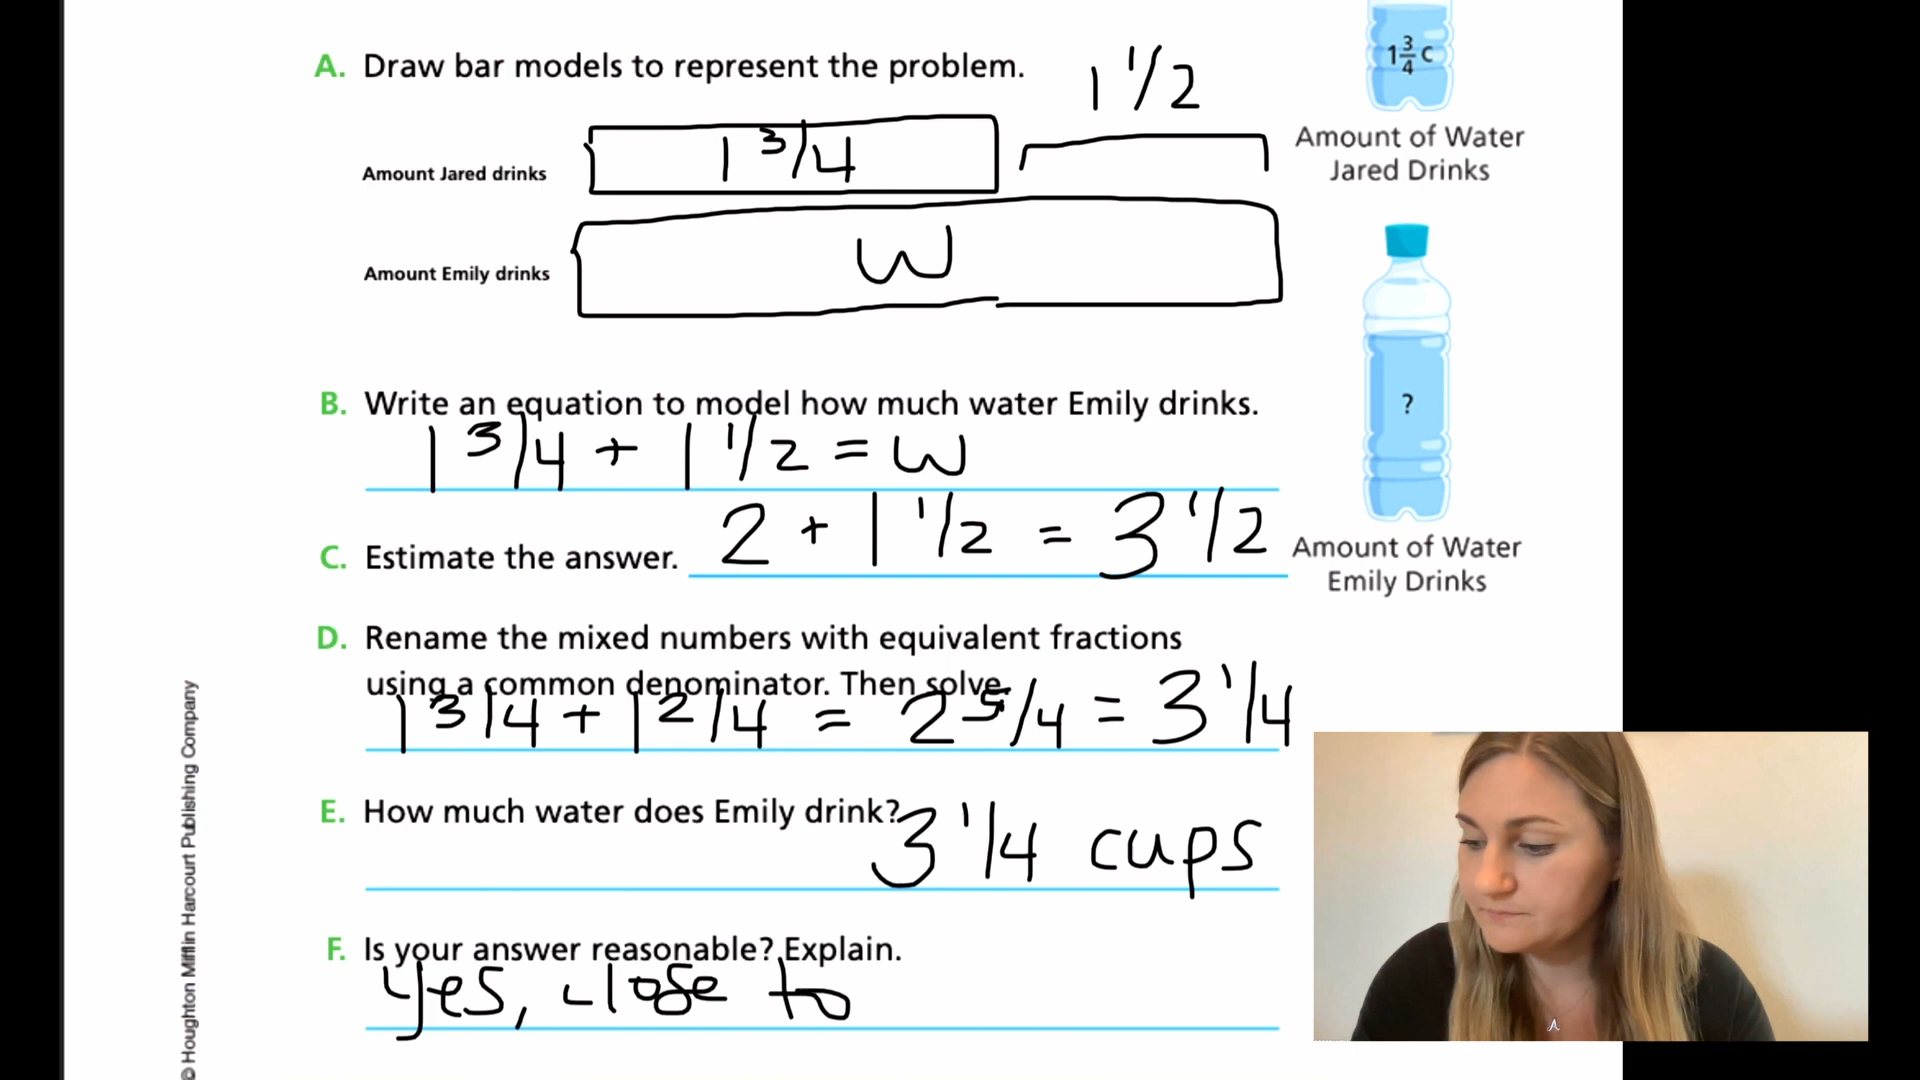 1 3/4 c
A. Draw bar models to represent the problem.
1 1/2
Amount of Water
Jared Drinks
Amount Jared drinks
1 3/4
Amount Emily drinks
W
?
B. Write an equation to model how much water Emily drinks.
1 3/4 + 1 1/2 = W
C. Estimate the answer. 2 + 1 1/2 = 3 1/2
Amount of Water
Emily Drinks
D. Rename the mixed numbers with equivalent fractions
using a common denominator. Then solve.
1 3/4 + 1 2/4 = 2 5/4 = 3 1/4
E. How much water does Emily drink?
3 1/4 cups
F. Is your answer reasonable? Explain.
Yes, close to
© Houghton Mifflin Harcourt Publishing Company